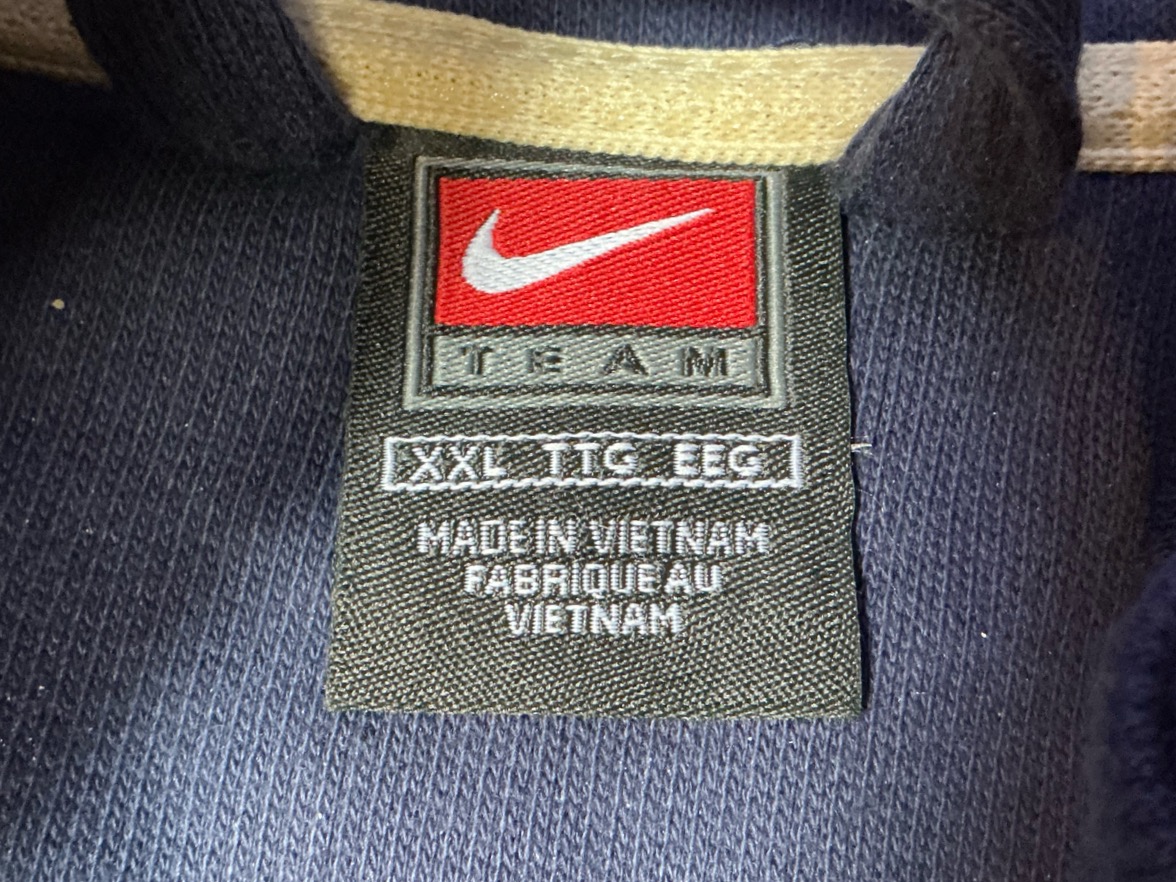 TEAM
XXL TTG EEG
MADE IN VIETNAM
FABRIQUE AU
VIETNAM